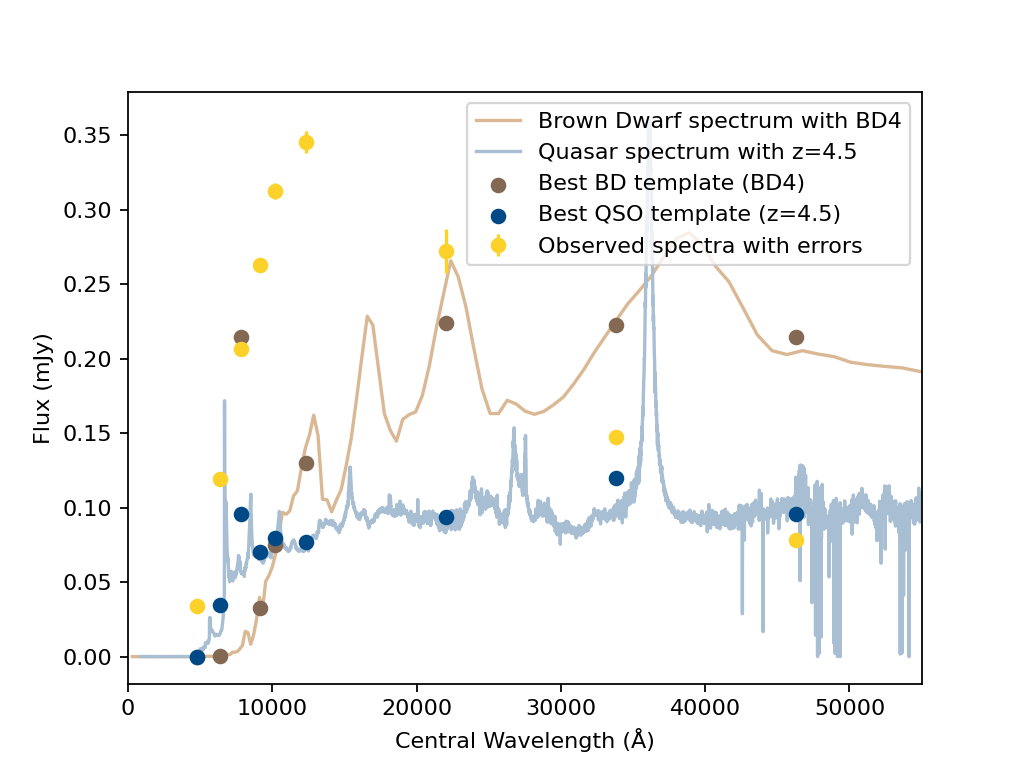 Brown Dwarf spectrum with BD4
Quasar spectrum with z=4.5
Best BD template (BD4)
Best QSO template (z=4.5)
Observed spectra with errors
Flux (mJy)
0.35
0.30
0.25
0.20
0.15
0.10
0.05
0.00
0 10000 20000 30000 40000 50000
Central Wavelength (Å)